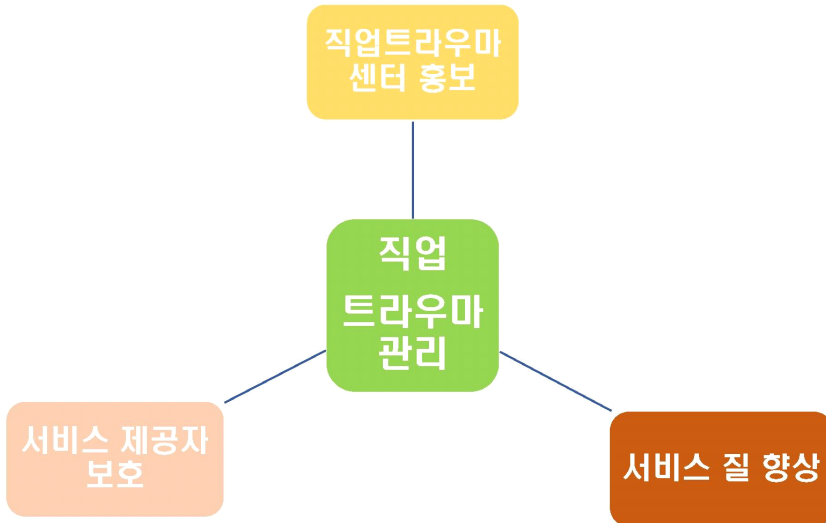 직업트라우마
센터 홍보
직업
트라우마
관리
서비스 제공자
보호
서비스 질 향상